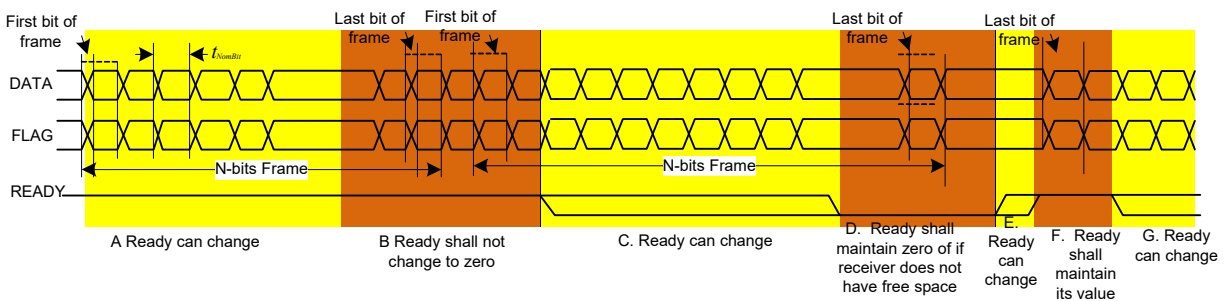 First bit of
frame
t_NomBit
Last bit of
frame
First bit of
frame
Last bit of
frame
Last bit of
frame
DATA
FLAG
N-bits Frame
N-bits Frame
READY
A Ready can change
B Ready shall not
change to zero
C. Ready can change
D. Ready shall
maintain zero of if
receiver does not
have free space
E.
Ready
can
change
F. Ready
shall
maintain
its value
G. Ready
can change